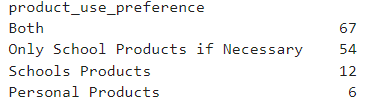 product_use_preference
Both 67
Only School Products if Necessary 54
Schools Products 12
Personal Products 6